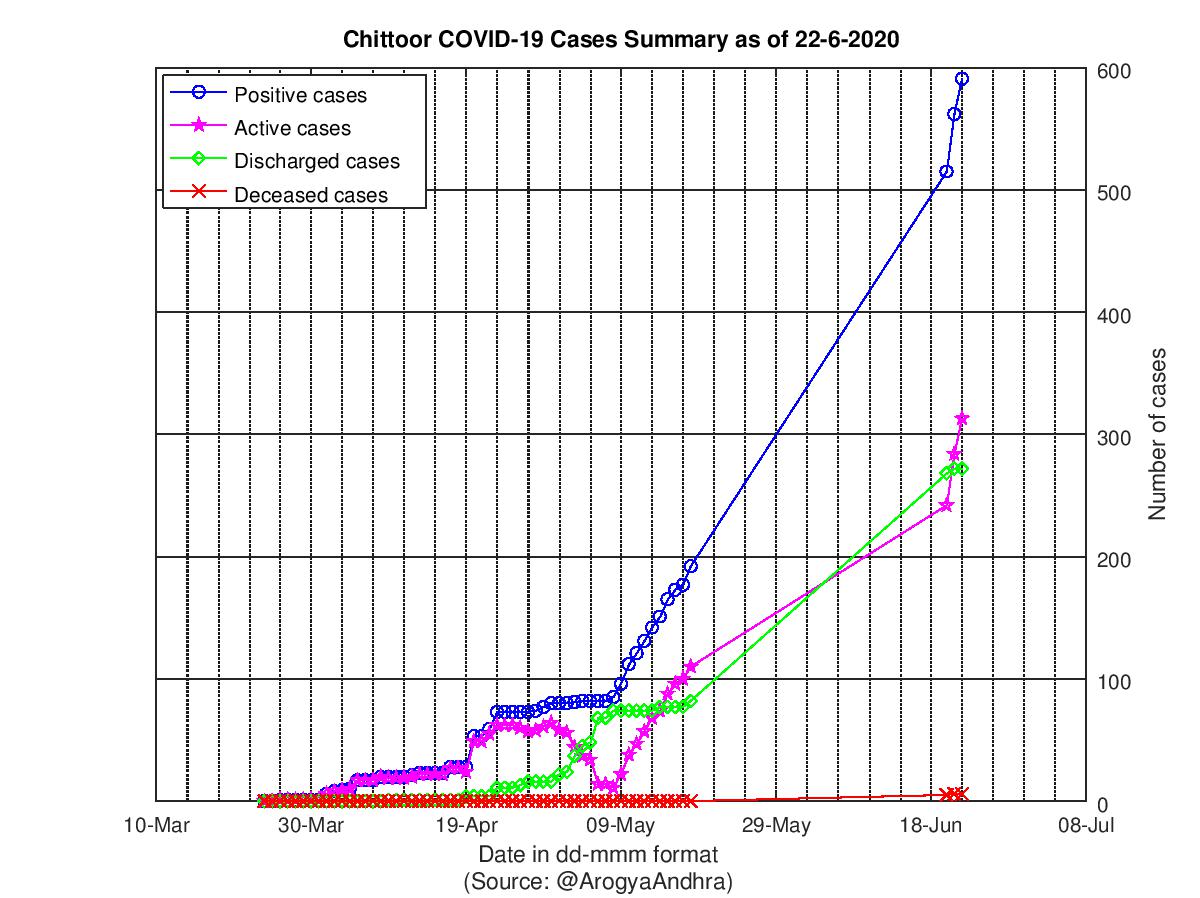 Chittoor COVID-19 Cases Summary as of 22-6-2020
Positive cases
Active cases
Discharged cases
Deceased cases
600
500
400
300
200
100
0
Number of cases
10-Mar 30-Mar 19-Apr 09-May 29-May 18-Jun 08-Jul
Date in dd-mmm format
(Source: @ArogyaAndhra)